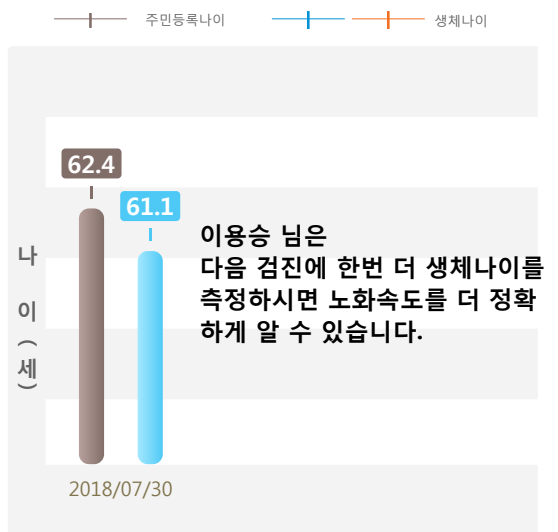 주민등록나이 생체나이
62.4
61.1
이용승 님은
다음 검진에 한번 더 생체나이를
측정하시면 노화속도를 더 정확
하게 알 수 있습니다.
나이(세)
2018/07/30